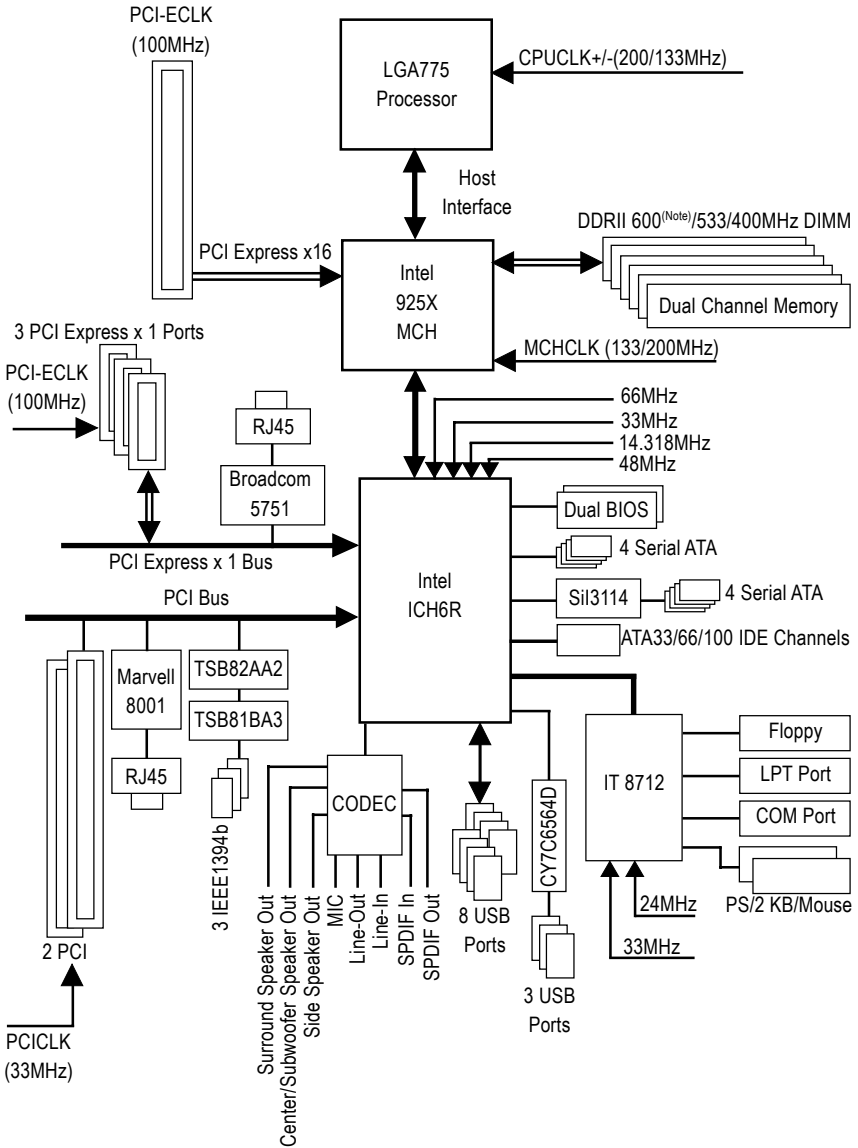 PCI-ECLK
(100MHz)
LGA775
Processor
CPUCLK+/-(200/133MHz)
Host
Interface
DDRII 600(Note)/533/400MHz DIMM
PCI Express x16
Intel
925X
MCH
Dual Channel Memory
3 PCI Express x 1 Ports
MCHCLK (133/200MHz)
PCI-ECLK
(100MHz)
66MHz
33MHz
14.318MHz
48MHz
RJ45
Broadcom
5751
Dual BIOS
PCI Express x 1 Bus
4 Serial ATA
Intel
ICH6R
PCI Bus
SiI3114
4 Serial ATA
ATA33/66/100 IDE Channels
Marvell
8001
TSB82AA2
TSB81BA3
RJ45
3 IEEE1394b
CODEC
IT 8712
Floppy
LPT Port
COM Port
PS/2 KB/Mouse
24MHz
33MHz
CY7C6564D
8 USB
Ports
3 USB
Ports
Surround Speaker Out
Center/Subwoofer Speaker Out
Side Speaker Out
MIC
Line-Out
Line-In
SPDIF In
SPDIF Out
2 PCI
PCICLK
(33MHz)